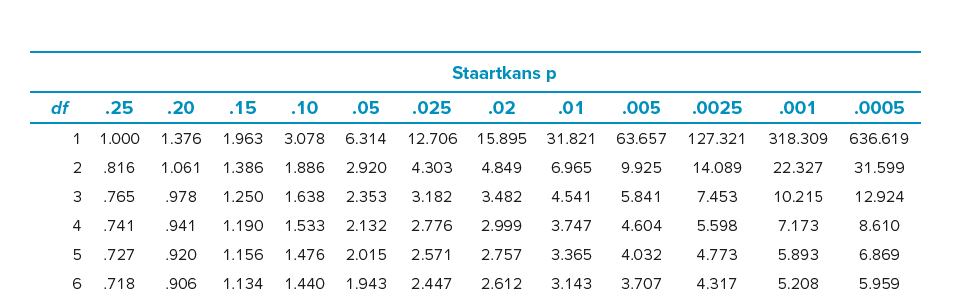 Staartkans p
df .25 .20 .15 .10 .05 .025 .02 .01 .005 .0025 .001 .0005
1 1.000 1.376 1.963 3.078 6.314 12.706 15.895 31.821 63.657 127.321 318.309 636.619
2 .816 1.061 1.386 1.886 2.920 4.303 4.849 6.965 9.925 14.089 22.327 31.599
3 .765 .978 1.250 1.638 2.353 3.182 3.482 4.541 5.841 7.453 10.215 12.924
4 .741 .941 1.190 1.533 2.132 2.776 2.999 3.747 4.604 5.598 7.173 8.610
5 .727 .920 1.156 1.476 2.015 2.571 2.757 3.365 4.032 4.773 5.893 6.869
6 .718 .906 1.134 1.440 1.943 2.447 2.612 3.143 3.707 4.317 5.208 5.959